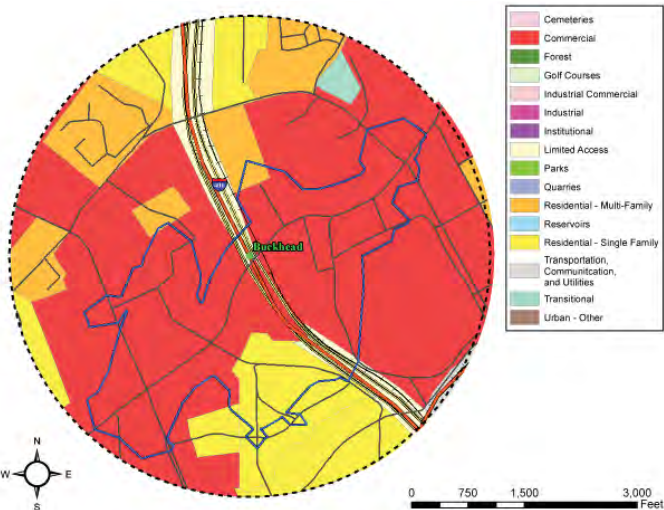 Cemeteries
Commercial
Forest
Golf Courses
Industrial Commercial
Industrial
Institutional
Limited Access
Parks
Quarries
Residential - Multi-Family
Reservoirs
Residential - Single Family
Transportation,
Communitcation,
and Utilities
Transitional
Urban - Other
Buckhead
N
W
E
S
0 750 1,500 3,000
Feet